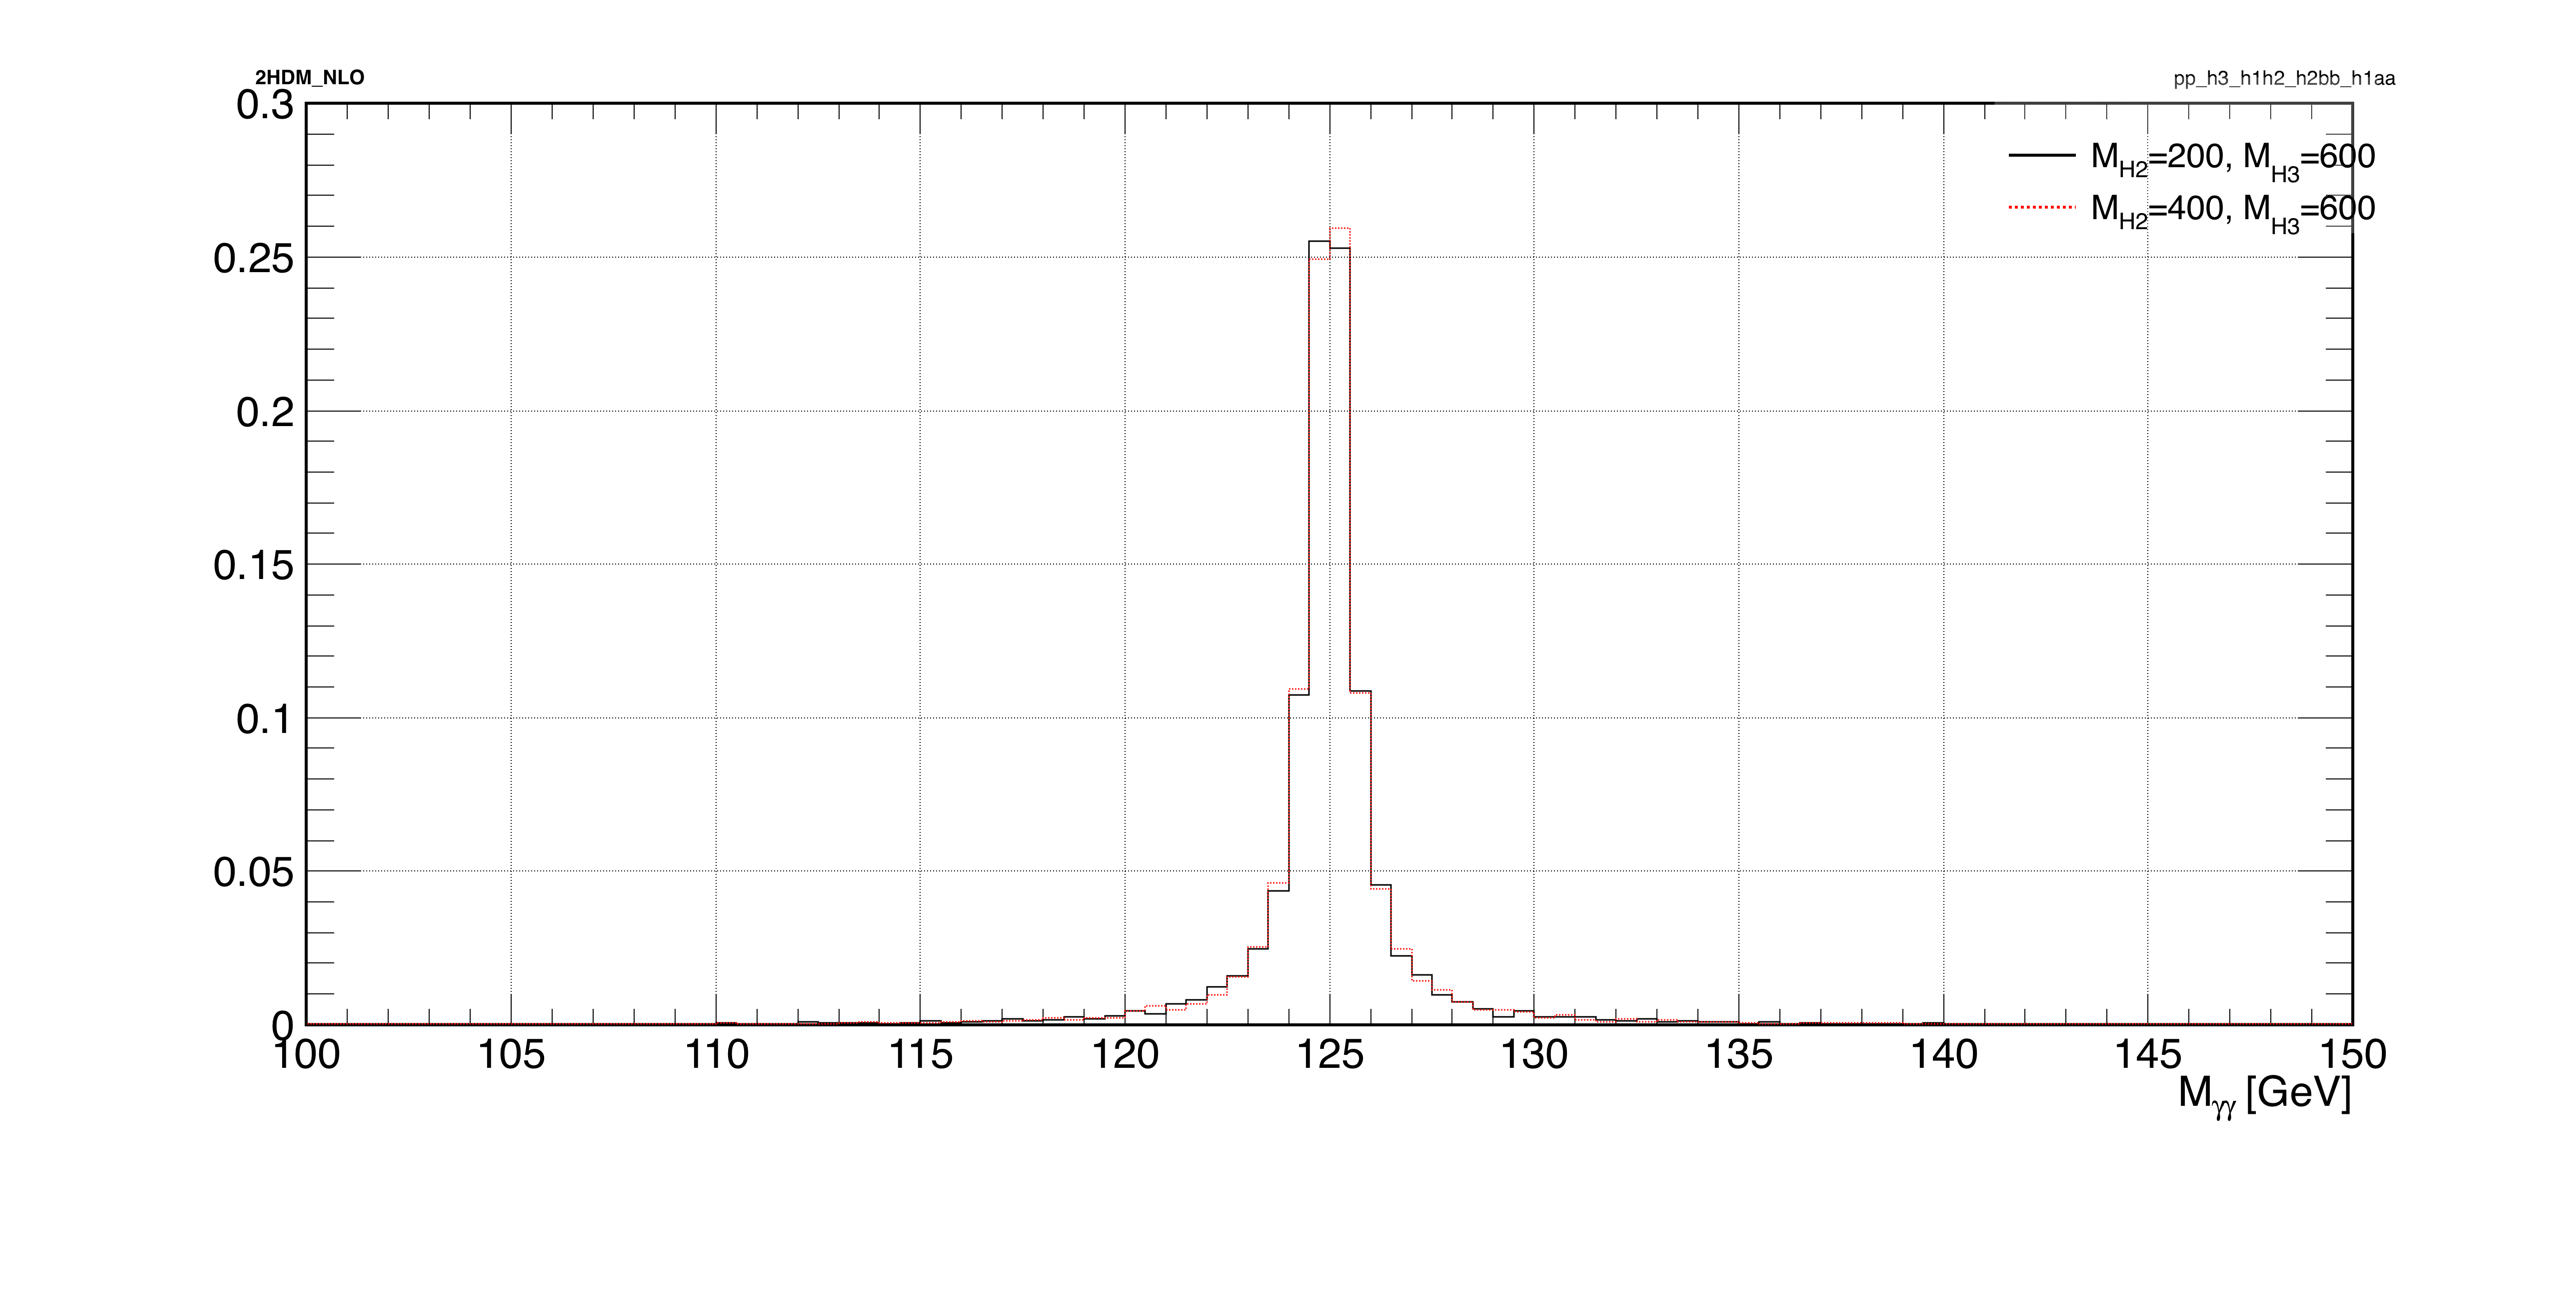 2HDM_NLO
pp_h3_h1h2_h2bb_h1aa
0.3
0.25
0.2
0.15
0.1
0.05
0
M_H2=200, M_H3=600
M_H2=400, M_H3=600
100 105 110 115 120 125 130 135 140 145 150
M_γγ [GeV]